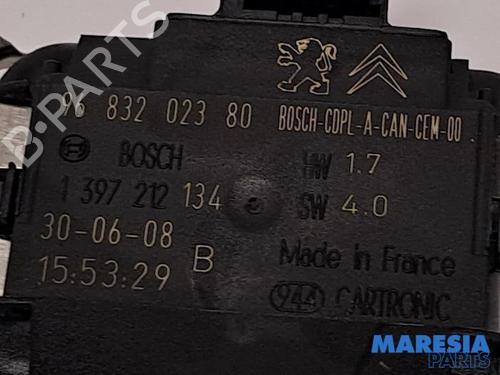 96 832 023 80 BOSCH-CDPL-A-CAN-CEM-00
BOSCH HW 1.7
1 397 212 134 SW 4.0
30-06-08
15:53:29 B
Made in France
944 CARTRONIC
B-PARTS
MARESIA
PARTS